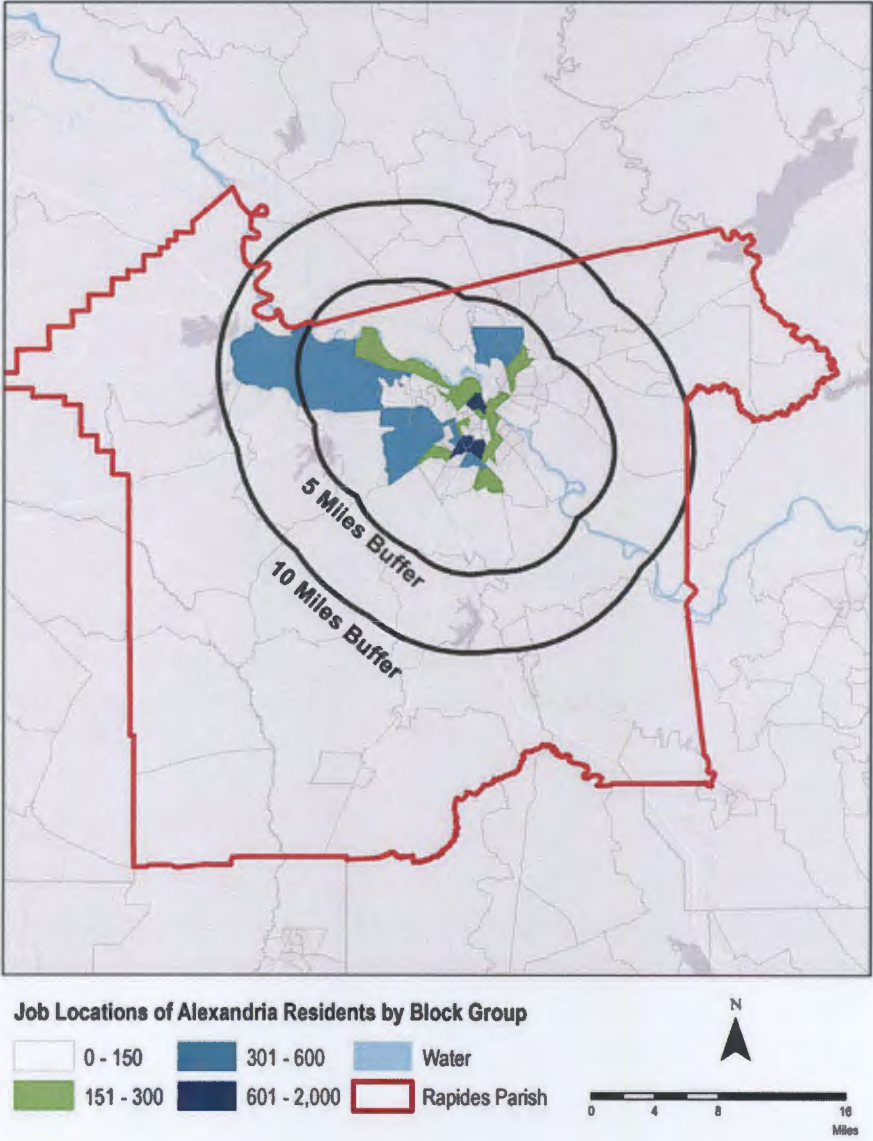 5 Miles Buffer
10 Miles Buffer
Job Locations of Alexandria Residents by Block Group
N
0 - 150
301 - 600
Water
151 - 300
601 - 2,000
Rapides Parish
0 4 8 16
Miles